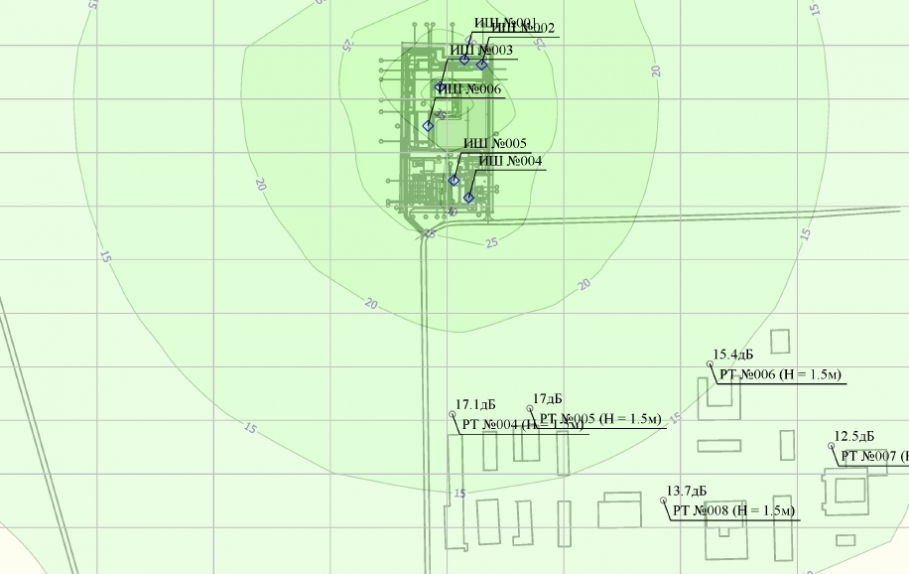 ИШ №001
ИШ №002
ИШ №003
ИШ №006
ИШ №005
ИШ №004
15
25
25
20
15
20
25
15
15
20
20
15
15
15
15.4дБ
РТ №006 (H = 1.5м)
17.1дБ
РТ №004 (H = 1.5м)
17дБ
РТ №005 (H = 1.5м)
12.5дБ
РТ №007 (
13.7дБ
РТ №008 (H = 1.5м)